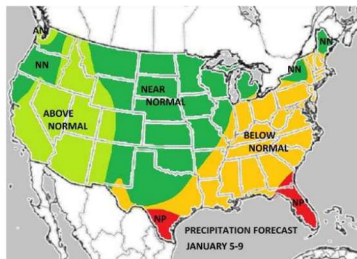 AN
NN
NN
NN
NEAR
NORMAL
ABOVE
NORMAL
BELOW
NORMAL
NP
NP
PRECIPITATION FORECAST
JANUARY 5-9